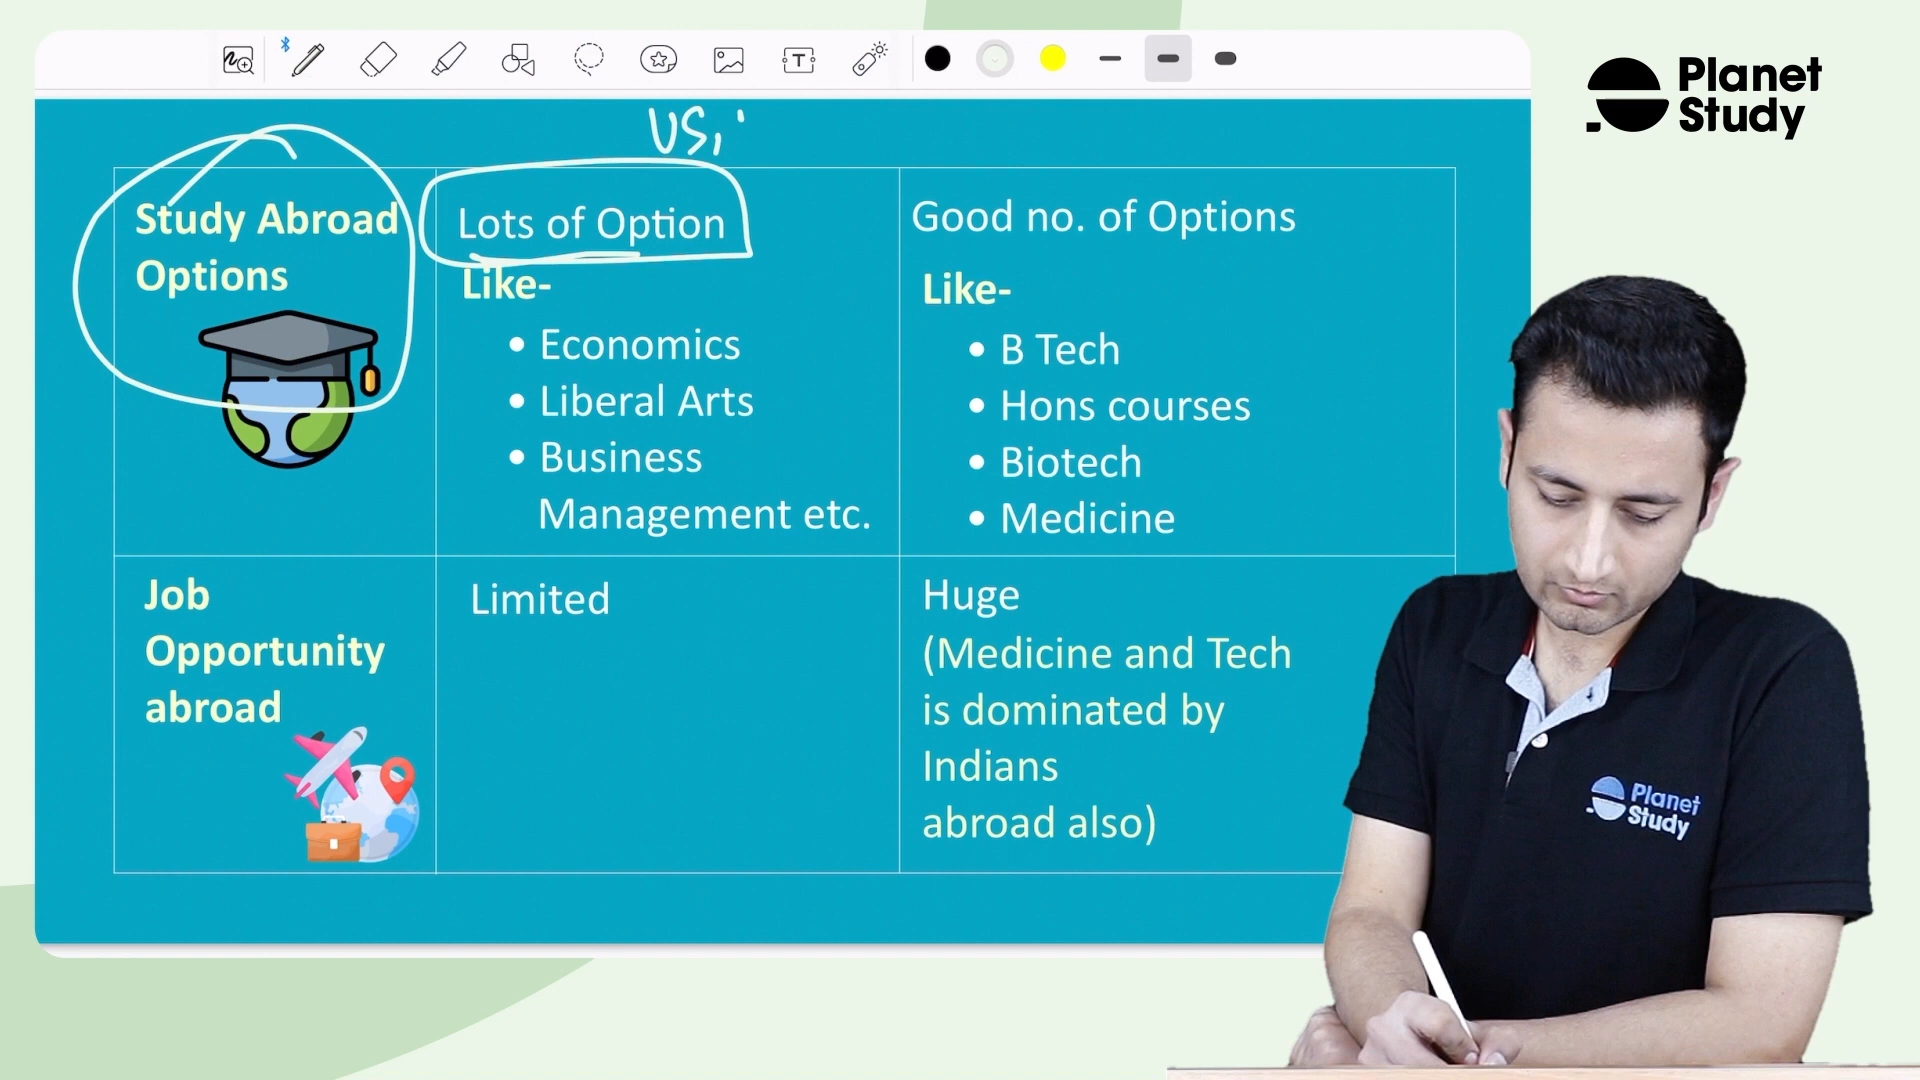 US,
Study Abroad
Options
Lots of Option
Like-
• Economics
• Liberal Arts
• Business
Management etc.
Good no. of Options
Like-
• B Tech
• Hons courses
• Biotech
• Medicine
Job
Opportunity
abroad
Limited
Huge
(Medicine and Tech
is dominated by
Indians
abroad also)
Planet
Study
Planet
Study
T